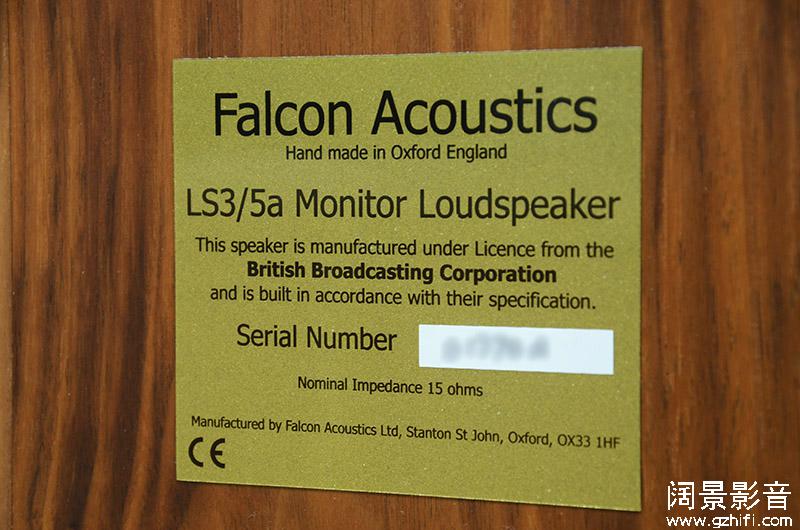 Falcon Acoustics
Hand made in Oxford England
LS3/5a Monitor Loudspeaker
This speaker is manufactured under Licence from the
British Broadcasting Corporation
and is built in accordance with their specification.
Serial Number
Nominal Impedance 15 ohms
Manufactured by Falcon Acoustics Ltd, Stanton St John, Oxford, OX33 1HF
CE
阔景影音
www.gzhifi.com